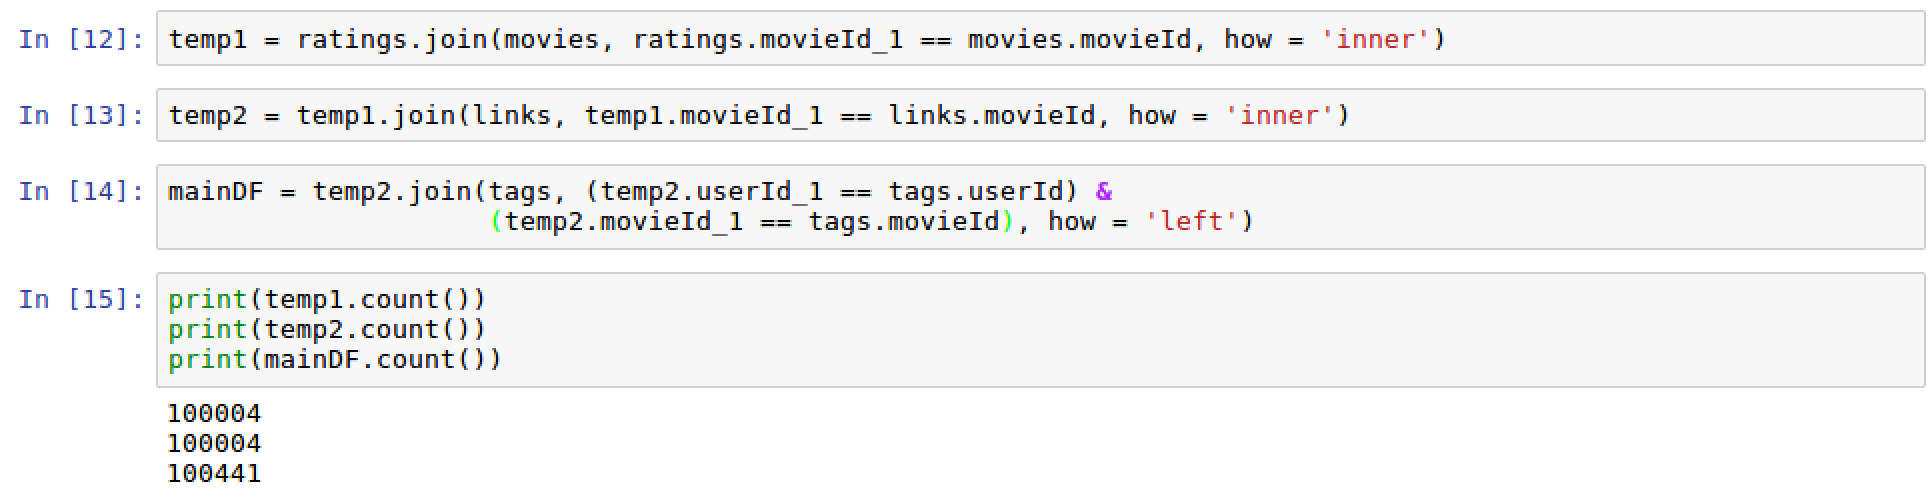 In [12]: temp1 = ratings.join(movies, ratings.movieId_1 == movies.movieId, how = 'inner')
In [13]: temp2 = temp1.join(links, temp1.movieId_1 == links.movieId, how = 'inner')
In [14]: mainDF = temp2.join(tags, (temp2.userId_1 == tags.userId) &
(temp2.movieId_1 == tags.movieId), how = 'left')
In [15]: print(temp1.count())
print(temp2.count())
print(mainDF.count())
100004
100004
100441